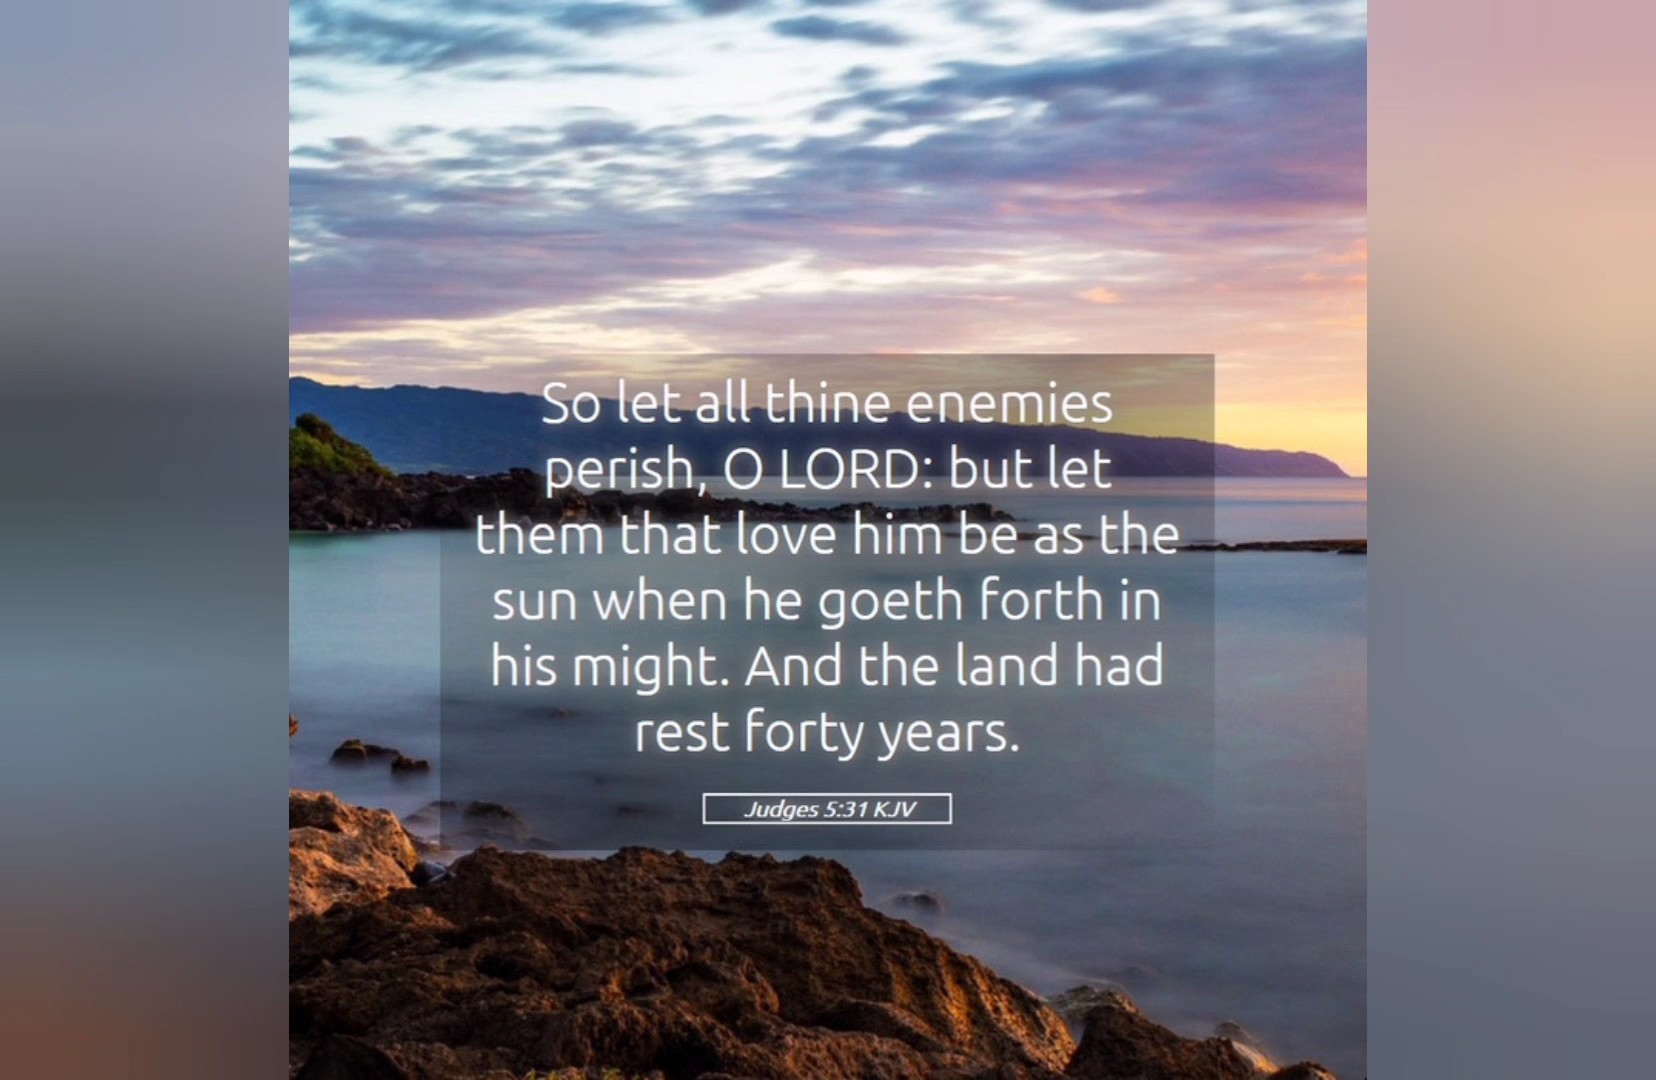 So let all thine enemies
perish, O LORD: but let
them that love him be as the
sun when he goeth forth in
his might. And the land had
rest forty years.
Judges 5:31 KJV